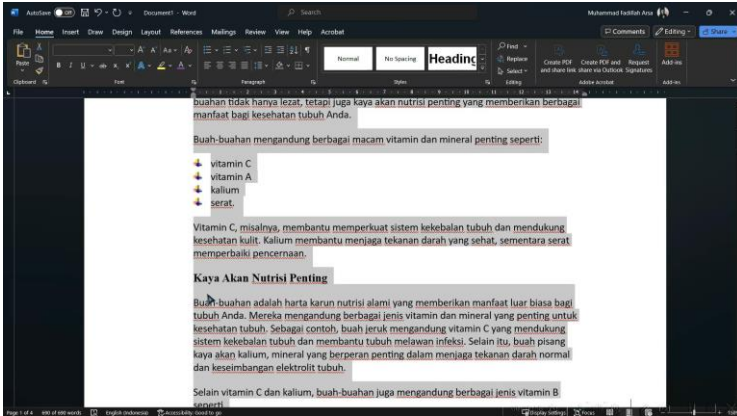 AutoSave Off Document1 - Word Search Muhammad Fadillah Arsa
File Home Insert Draw Design Layout References Mailings Review View Help Acrobat Comments Editing Share
Paste A A Aa A Normal No Spacing Heading Find Replace Select Create PDF and share link Create PDF and share via Outlook Request Signatures Add-ins
B I U ab x x A A
Clipboard Font Paragraph Styles Editing Adobe Acrobat Add-ins
buahan tidak hanya lezat, tetapi juga kaya akan nutrisi penting yang memberikan berbagai
manfaat bagi kesehatan tubuh Anda.
Buah-buahan mengandung berbagai macam vitamin dan mineral penting seperti:
vitamin C
vitamin A
kalium
serat.
Vitamin C, misalnya, membantu memperkuat sistem kekebalan tubuh dan mendukung
kesehatan kulit. Kalium membantu menjaga tekanan darah yang sehat, sementara serat
memperbaiki pencernaan.
Kaya Akan Nutrisi Penting
Buah-buahan adalah harta karun nutrisi alami yang memberikan manfaat luar biasa bagi
tubuh Anda. Mereka mengandung berbagai jenis vitamin dan mineral yang penting untuk
kesehatan tubuh. Sebagai contoh, buah jeruk mengandung vitamin C yang mendukung
sistem kekebalan tubuh dan membantu tubuh melawan infeksi. Selain itu, buah pisang
kaya akan kalium, mineral yang berperan penting dalam menjaga tekanan darah normal
dan keseimbangan elektrolit tubuh.
Selain vitamin C dan kalium, buah-buahan juga mengandung berbagai jenis vitamin B
seperti
Page 1 of 4 690 of 690 words English (Indonesia) Accessibility: Good to go Display Settings Focus